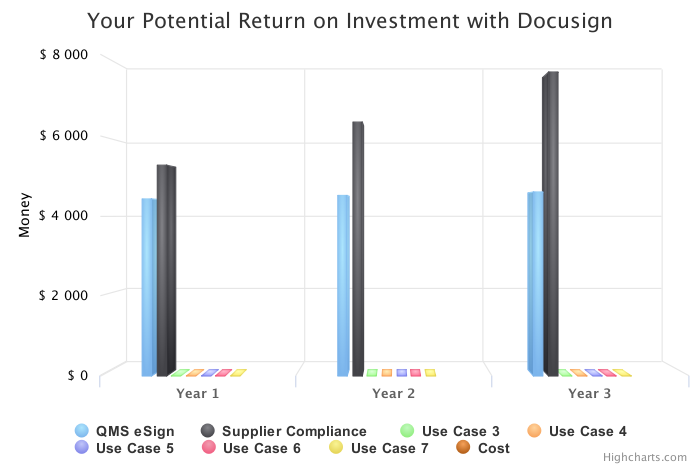 Your Potential Return on Investment with Docusign
$ 8 000
$ 6 000
$ 4 000
$ 2 000
$ 0
Money
Year 1 Year 2 Year 3
QMS eSign Supplier Compliance Use Case 3 Use Case 4
Use Case 5 Use Case 6 Use Case 7 Cost
Highcharts.com